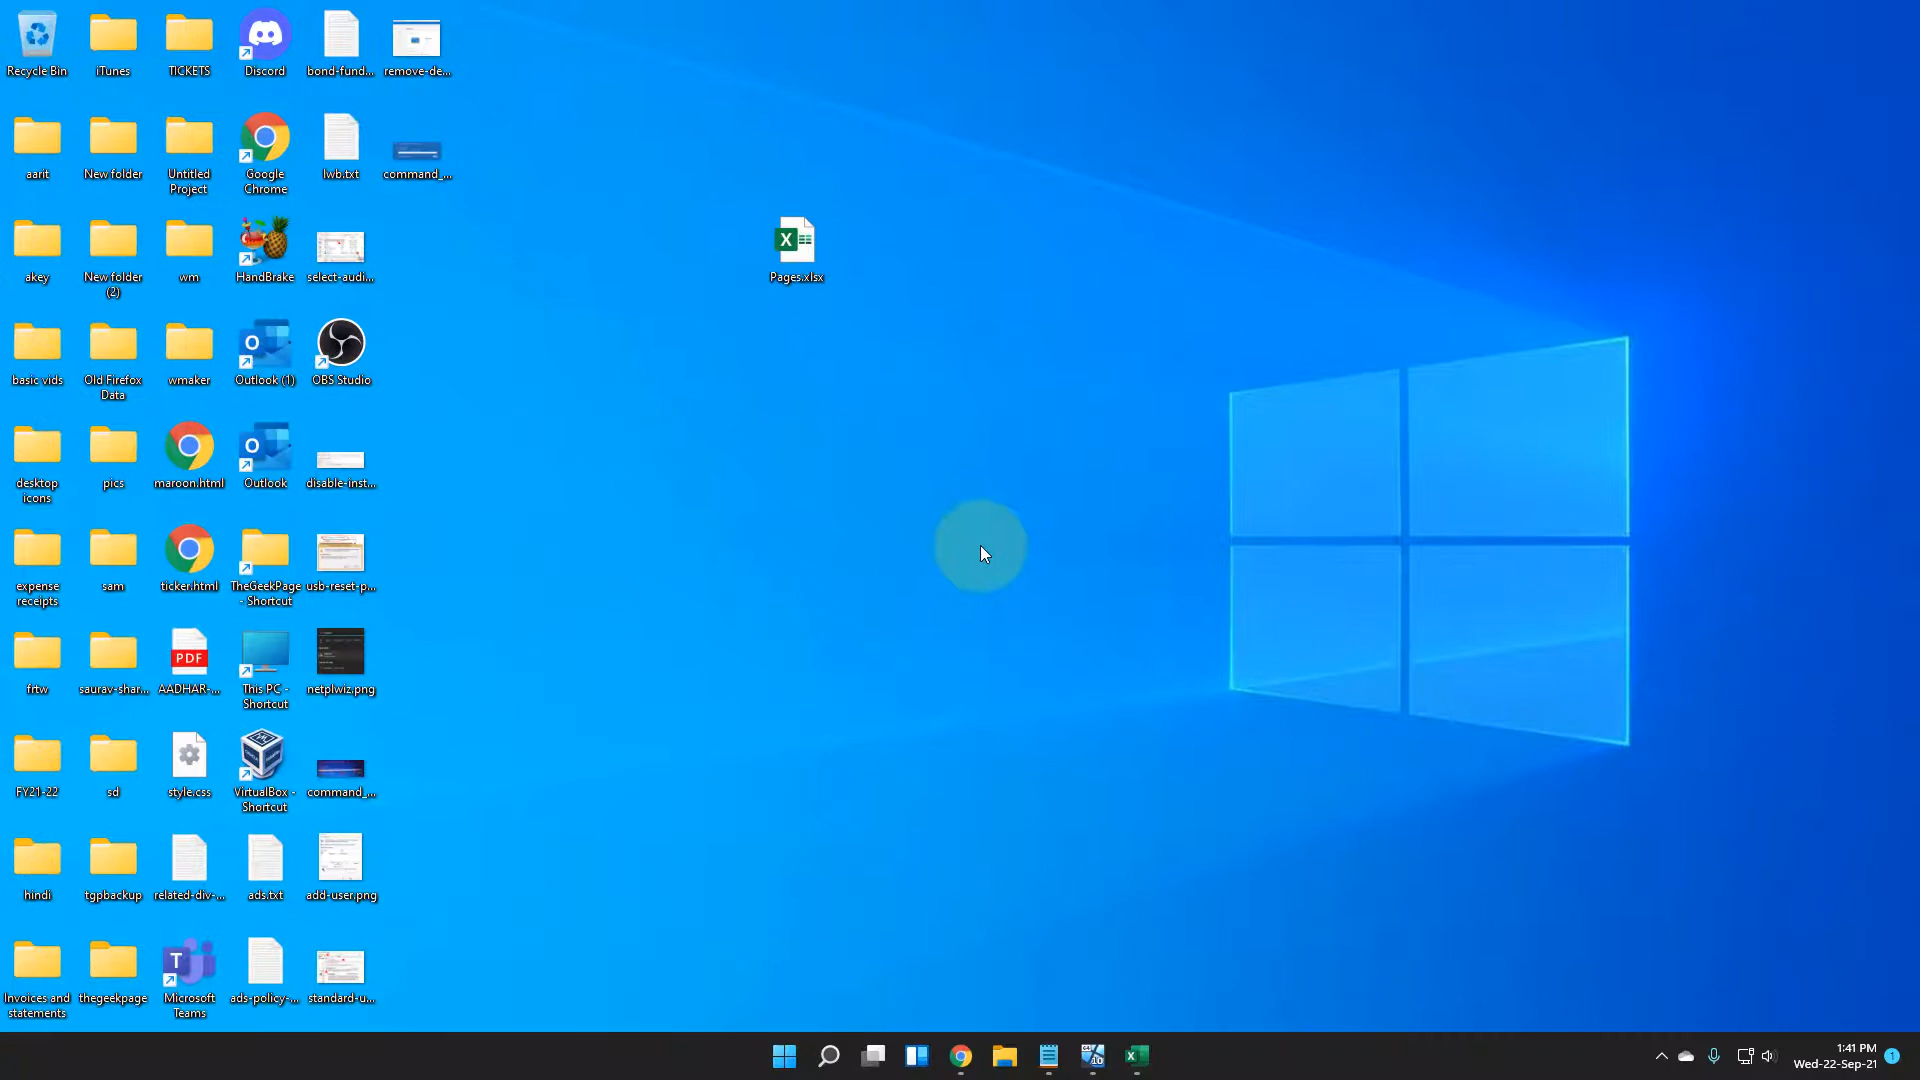 Recycle Bin
iTunes
TICKETS
Discord
bond-fund...
remove-de...
aarit
New folder
Untitled
Project
Google
Chrome
lwb.txt
command_...
akey
New folder
(2)
wm
HandBrake
select-audi...
Pages.xlsx
basic vids
Old Firefox
Data
wmaker
Outlook (1)
OBS Studio
desktop
icons
pics
maroon.html
Outlook
disable-inst...
expense
receipts
sam
ticker.html
TheGeekPage
- Shortcut
usb-reset-p...
frtw
saurav-shar...
PDF
AADHAR-...
This PC -
Shortcut
netplwiz.png
FY21-22
sd
style.css
VirtualBox -
Shortcut
command_...
hindi
tgpbackup
related-div-...
ads.txt
add-user.png
Invoices and
statements
thegeekpage
Microsoft
Teams
ads-policy-...
standard-u...
1:41 PM
Wed-22-Sep-21
1